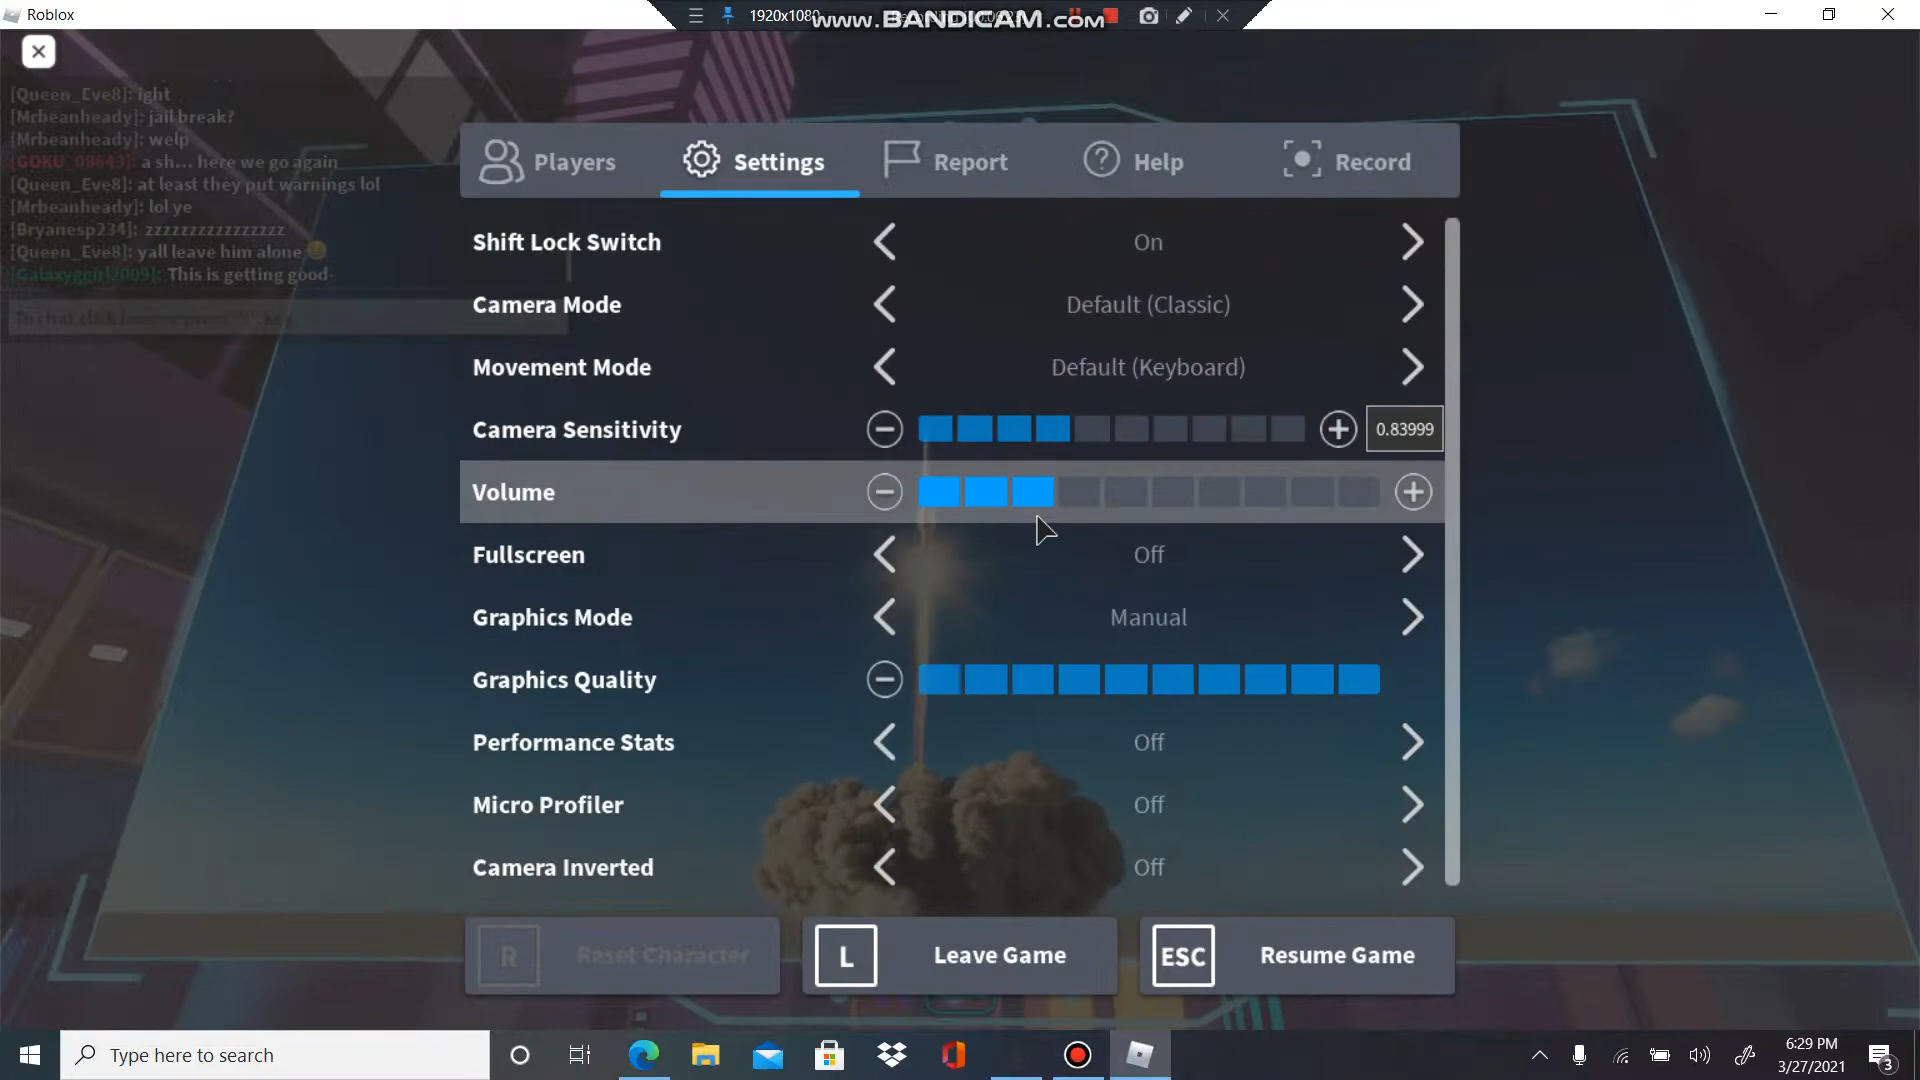 Roblox
1920x1080
www.BANDICAM.com
[Queen_Eve8]: ight
[Mrbeanheady]: jail break?
[Mrbeanheady]: welp
[GOKU_08643]: a sh... here we go again
[Queen_Eve8]: at least they put warnings lol
[Mrbeanheady]: lol ye
[Bryanesp234]: zzzzzzzzzzzzzzzz
[Queen_Eve8]: yall leave him alone
[Galaxyggirl2009]: This is getting good
Players
Settings
Report
Help
Record
Shift Lock Switch
On
Camera Mode
Default (Classic)
Movement Mode
Default (Keyboard)
Camera Sensitivity
0.83999
Volume
Fullscreen
Off
Graphics Mode
Manual
Graphics Quality
Performance Stats
Off
Micro Profiler
Off
Camera Inverted
Off
R Reset Character
L Leave Game
ESC Resume Game
Type here to search
6:29 PM
3/27/2021
3